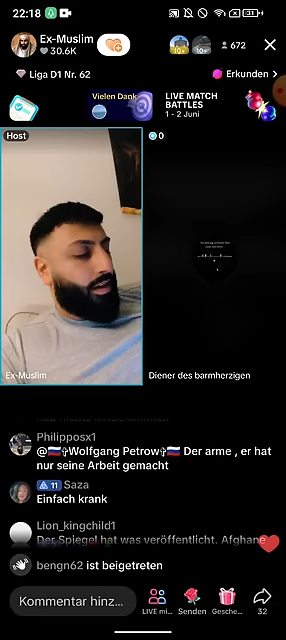 22:18
Ex-Muslim
30.6K
10+
10+
672
Liga D1 Nr. 62
Erkunden >
Vielen Dank
LIVE MATCH
BATTLES
1 - 2 Juni
Host
0
Ex-Muslim
Diener des barmherzigen
Philipposx1
@🇷🇺✞Wolfgang Petrow✞🇷🇺 Der arme , er hat
nur seine Arbeit gemacht
11 Saza
Einfach krank
Lion_kingchild1
Der Spiegel hat was veröffentlicht. Afghane
bengn62 ist beigetreten
Kommentar hinz...
LIVE mi...
Senden
Gesche...
32